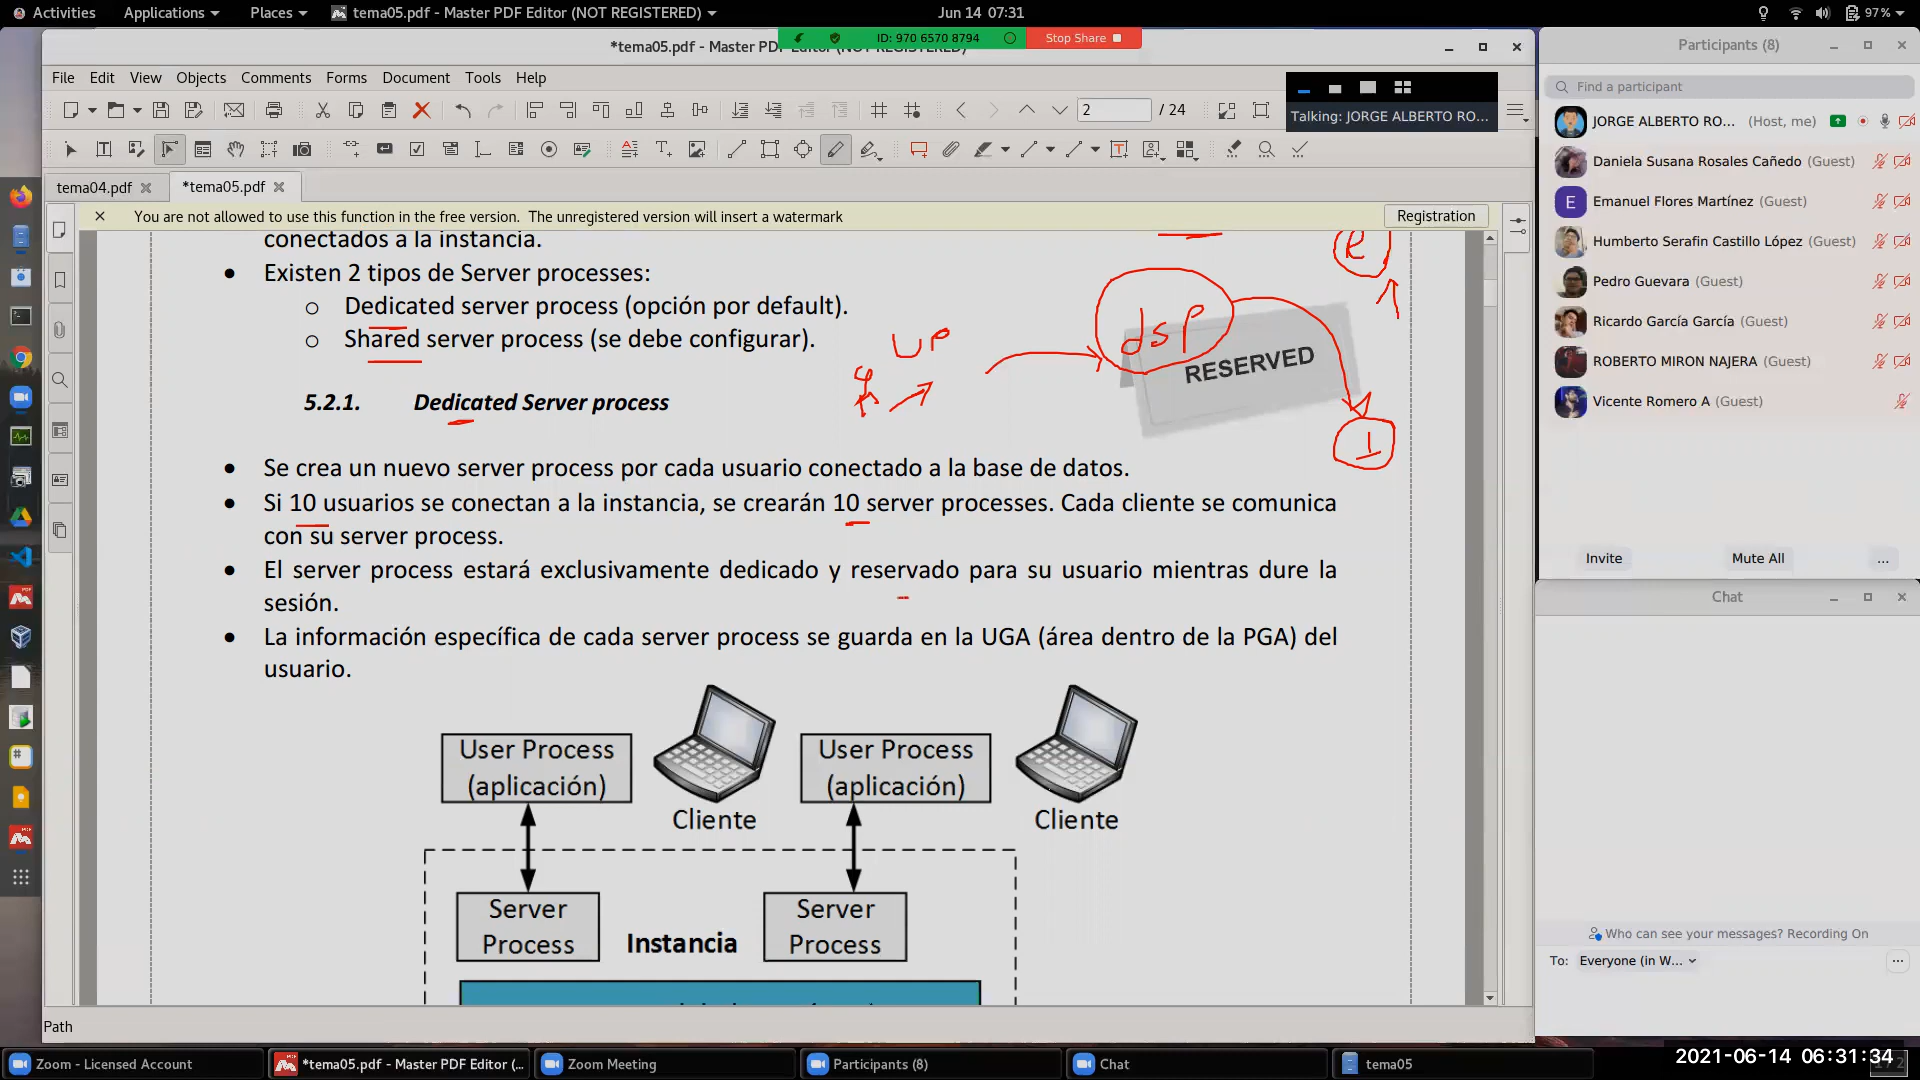 Activities
Applications
Places
tema05.pdf - Master PDF Editor (NOT REGISTERED)
Jun 14 07:31
97%
*tema05.pdf - Master PDF Editor (NOT REGISTERED)
ID: 970 6570 8794
Stop Share
File Edit View Objects Comments Forms Document Tools Help
2 / 24
Talking: JORGE ALBERTO RO...
tema04.pdf
*tema05.pdf
You are not allowed to use this function in the free version. The unregistered version will insert a watermark
Registration
conectados a la instancia.
• Existen 2 tipos de Server processes:
o Dedicated server process (opción por default).
o Shared server process (se debe configurar).
UP
dsp
RESERVED
1
5.2.1. Dedicated Server process
• Se crea un nuevo server process por cada usuario conectado a la base de datos.
• Si 10 usuarios se conectan a la instancia, se crearán 10 server processes. Cada cliente se comunica
con su server process.
• El server process estará exclusivamente dedicado y reservado para su usuario mientras dure la
sesión.
• La información específica de cada server process se guarda en la UGA (área dentro de la PGA) del
usuario.
User Process
(aplicación)
Cliente
User Process
(aplicación)
Cliente
Server
Process
Instancia
Server
Process
Path
Participants (8)
Find a participant
JORGE ALBERTO RO... (Host, me)
Daniela Susana Rosales Cañedo (Guest)
E
Emanuel Flores Martínez (Guest)
Humberto Serafin Castillo López (Guest)
Pedro Guevara (Guest)
Ricardo García García (Guest)
ROBERTO MIRON NAJERA (Guest)
Vicente Romero A (Guest)
Invite
Mute All
...
Chat
Who can see your messages? Recording On
To: Everyone (in W...
Zoom - Licensed Account
*tema05.pdf - Master PDF Editor (...
Zoom Meeting
Participants (8)
Chat
tema05
2021-06-14 06:31:34